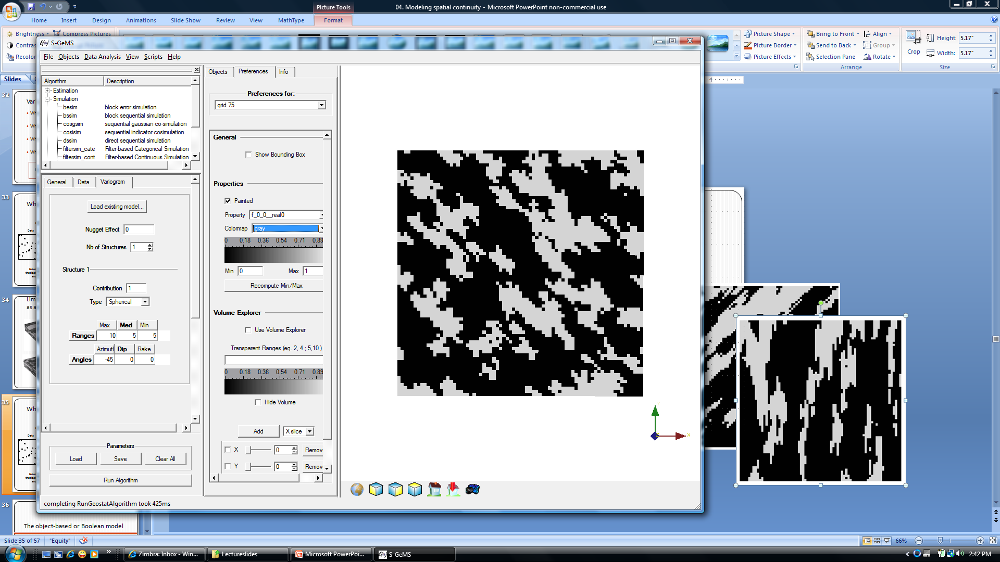 Picture Tools
04. Modeling spatial continuity - Microsoft PowerPoint non-commercial use
Home Insert Design Animations Slide Show Review View MathType Format
Brightness Compress Pictures
Recolor
Picture Shape
Picture Border
Picture Effects
Bring to Front Align
Send to Back Group
Selection Pane Rotate
Arrange
Crop
Height: 5.17"
Width: 5.17"
Size
S-GeMS
File Objects Data Analysis View Scripts Help
Slides
Algorithm Description
Estimation
Simulation
besim block error simulation
bssim block sequential simulation
cosgsim sequential gaussian co-simulation
cosisim sequential indicator cosimulation
dssim direct sequential simulation
filtersim_cate Filter-based Categorical Simulation
filtersim_cont Filter-based Continuous Simulation
General Data Variogram
Load existing model...
Nugget Effect 0
Nb of Structures 1
Structure 1
Contribution 1
Type Spherical
Max Med Min
Ranges 10 5 5
Azimutl Dip Rake
Angles -45 0 0
Parameters
Load Save Clear All
Run Algorithm
completing RunGeostatAlgorithm took 425ms
Objects Preferences Info
Preferences for:
grid 75
General
Show Bounding Box
Properties
Painted
Property f_0_0__real0
Colormap gray
0 0.18 0.36 0.54 0.71 0.89
Min 0 Max 1
Recompute Min/Max
Volume Explorer
Use Volume Explorer
Transparent Ranges (eg. 2, 4 ; 5,10 )
0 0.18 0.36 0.54 0.71 0.89
Hide Volume
Add X slice
X 0 Remov
Y 0 Remov
Y
X
4
32
33
34
35
36
The object-based or Boolean model
Slide 35 of 57 "Equity"
66%
Zimbra: Inbox - Win...
Lectureslides
Microsoft PowerPoi...
S-GeMS
2:42 PM